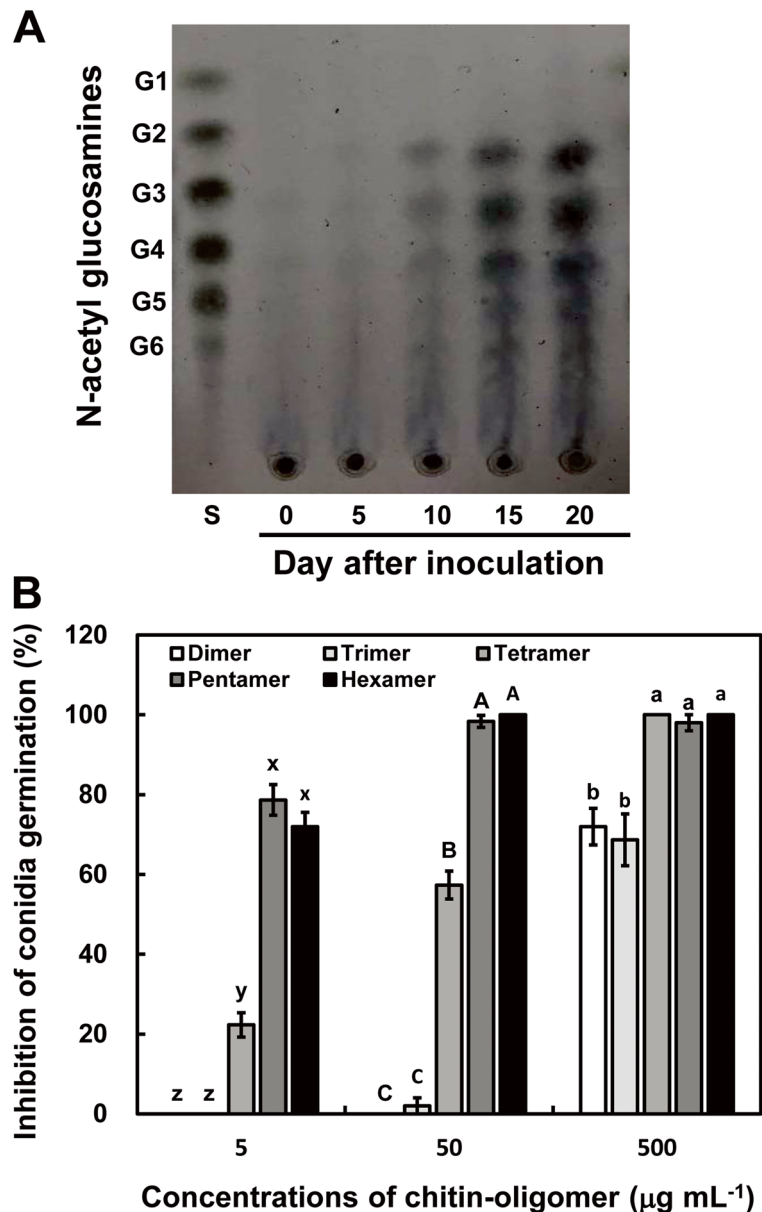 A
N-acetyl glucosamines
G1
G2
G3
G4
G5
G6
S 0 5 10 15 20
Day after inoculation
B
Inhibition of conidia germination (%)
120
100
80
60
40
20
0
Dimer Trimer Tetramer
Pentamer Hexamer
z z y x x
C C B A A
b b a a a
5 50 500
Concentrations of chitin-oligomer (μg mL⁻¹)